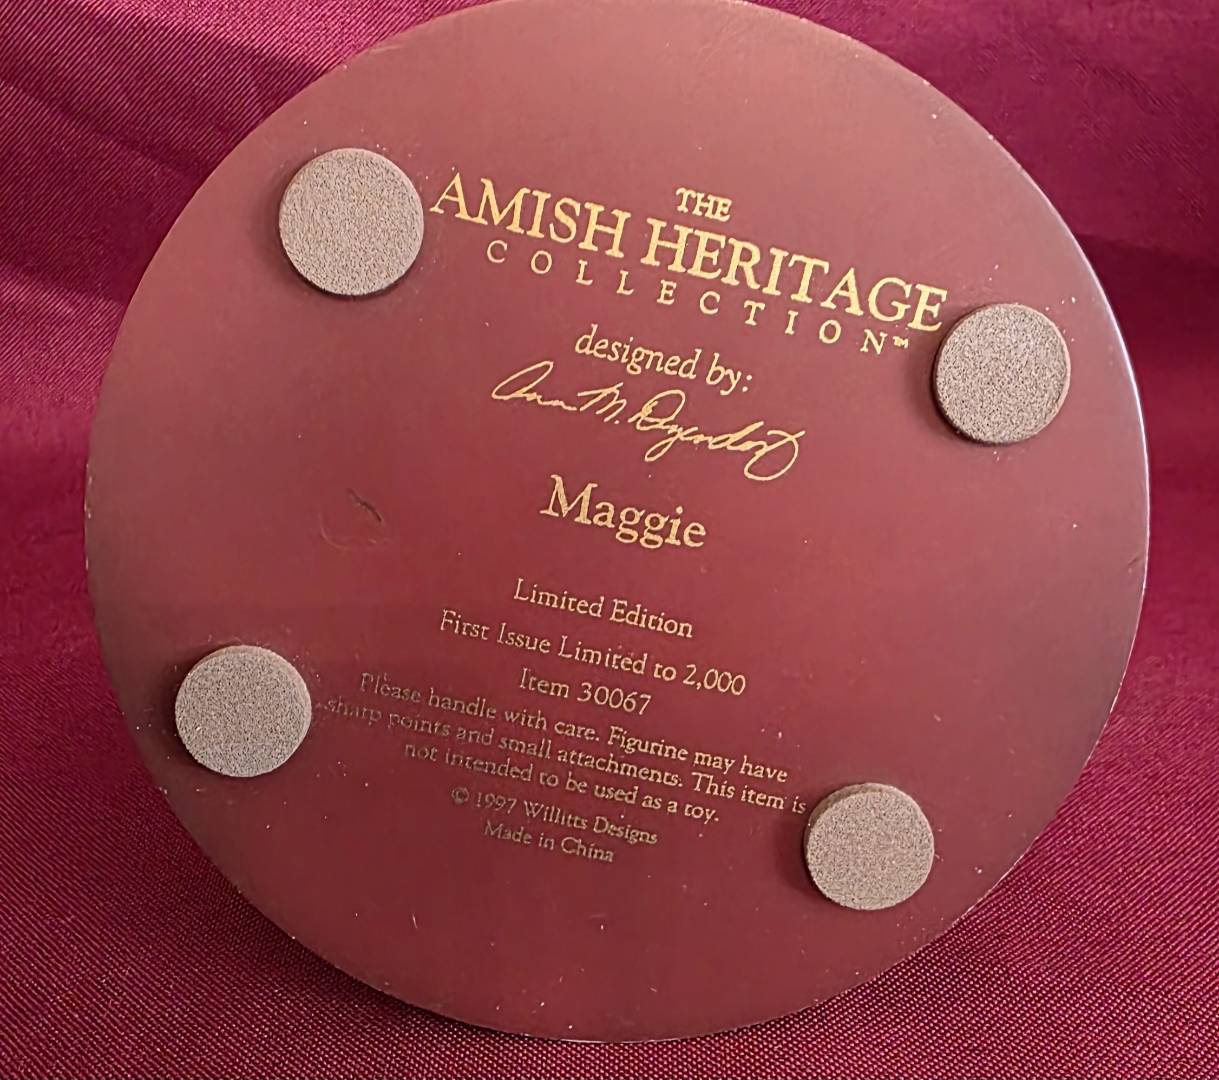 THE
AMISH HERITAGE
COLLECTION™
designed by:
Ann M. Dezendorf
Maggie
Limited Edition
First Issue Limited to 2,000
Item 30067
Please handle with care. Figurine may have
sharp points and small attachments. This item is
not intended to be used as a toy.
© 1997 Willitts Designs
Made in China